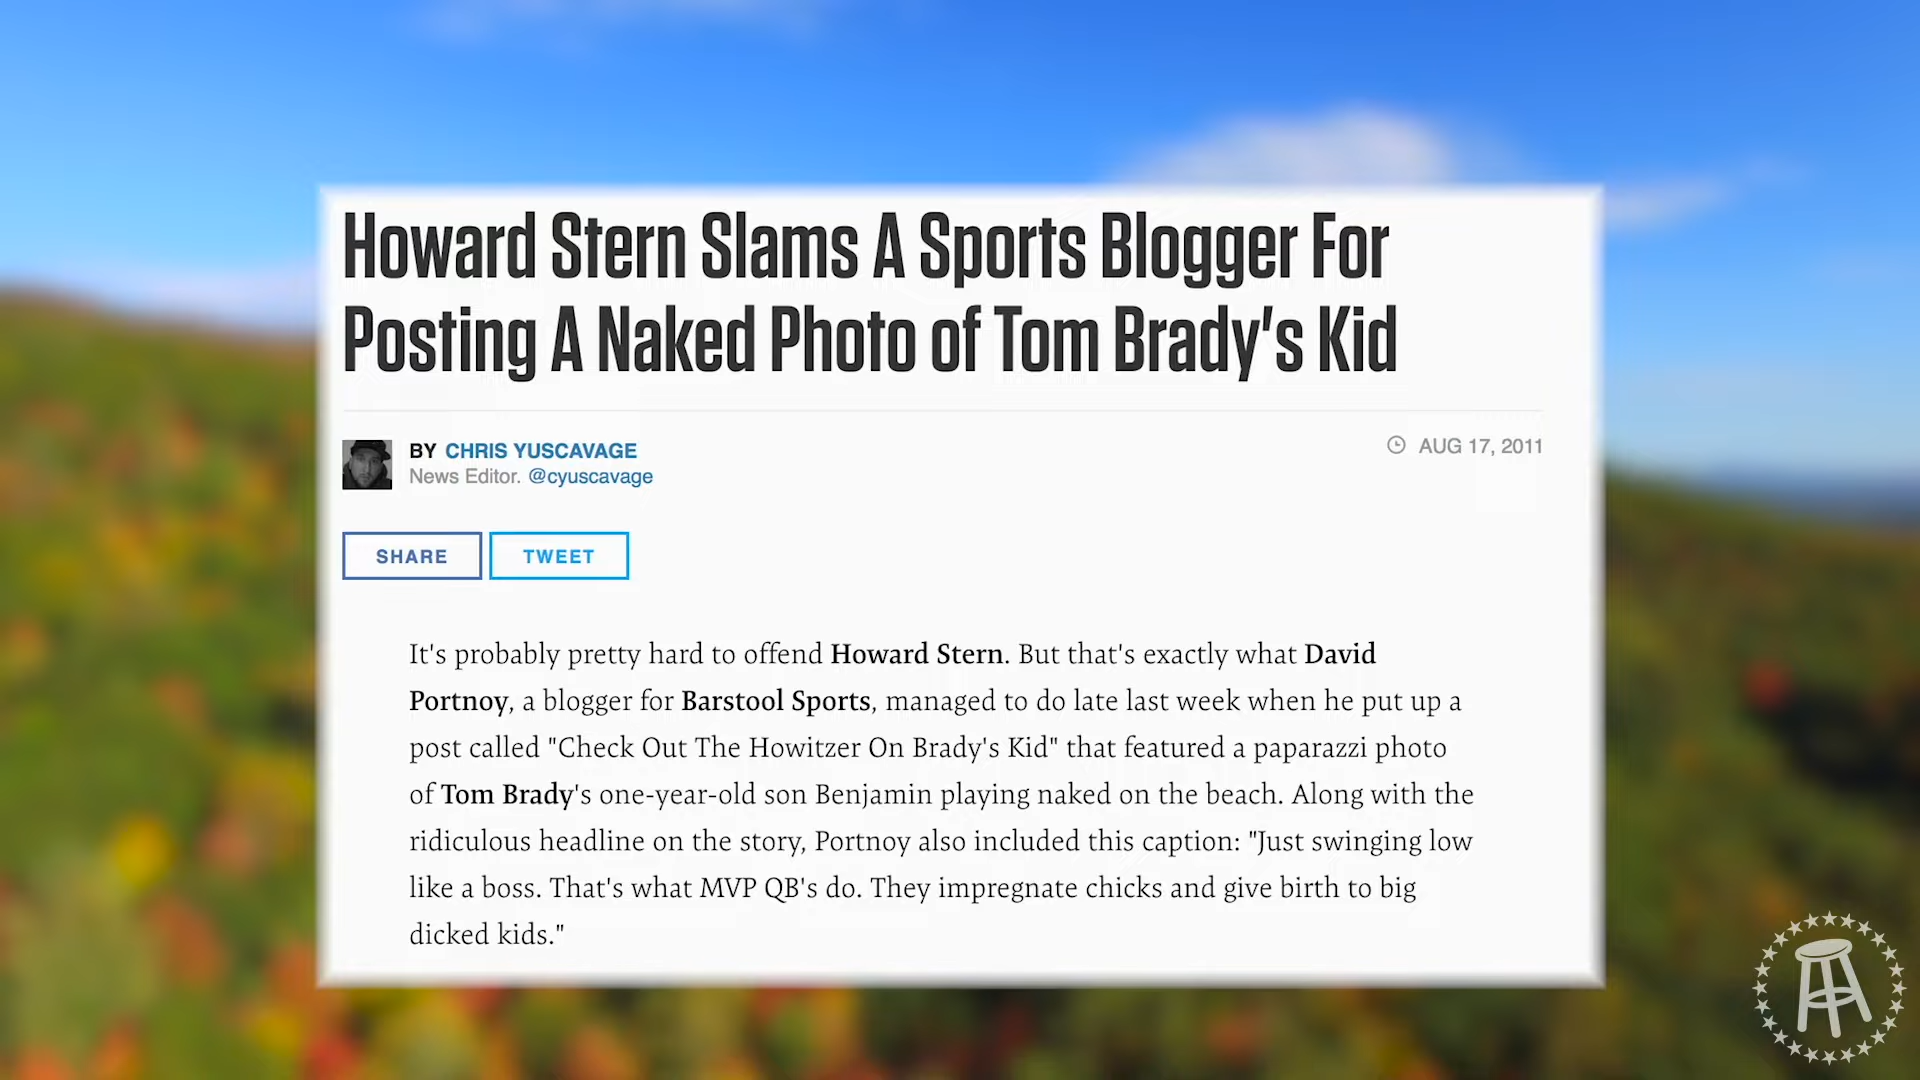 Howard Stern Slams A Sports Blogger For
Posting A Naked Photo of Tom Brady's Kid
BY CHRIS YUSCAVAGE
News Editor. @cyuscavage
AUG 17, 2011
SHARE TWEET
It's probably pretty hard to offend Howard Stern. But that's exactly what David
Portnoy, a blogger for Barstool Sports, managed to do late last week when he put up a
post called "Check Out The Howitzer On Brady's Kid" that featured a paparazzi photo
of Tom Brady's one-year-old son Benjamin playing naked on the beach. Along with the
ridiculous headline on the story, Portnoy also included this caption: "Just swinging low
like a boss. That's what MVP QB's do. They impregnate chicks and give birth to big
dicked kids."